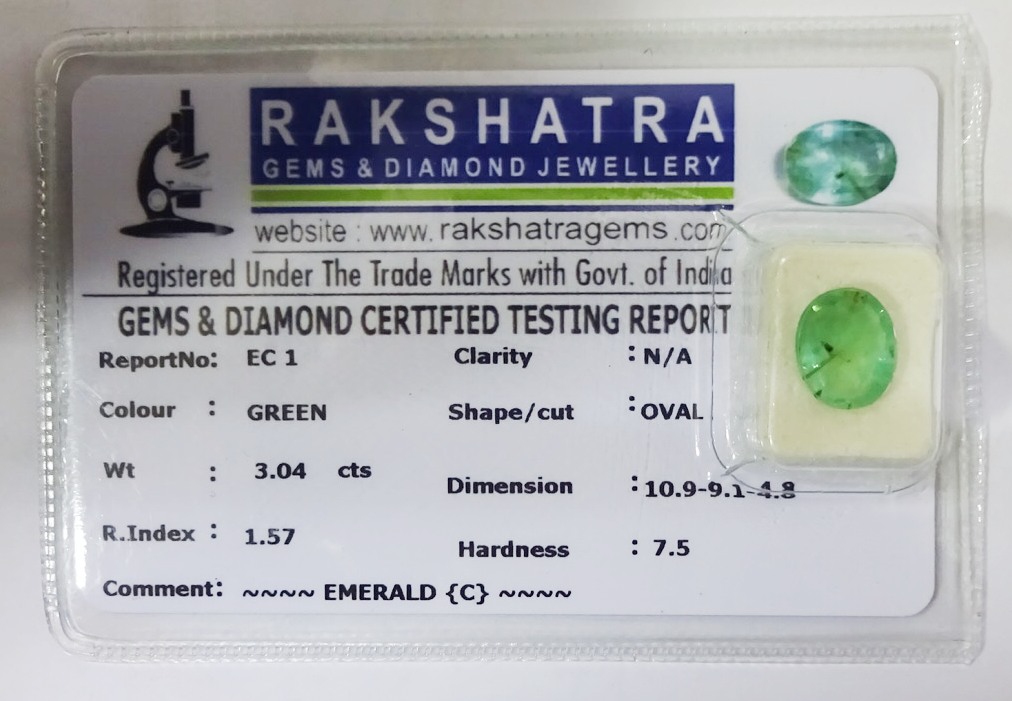 RAKSHATRA
GEMS & DIAMOND JEWELLERY
website : www. rakshatragems .com
Registered Under The Trade Marks with Govt. of India
GEMS & DIAMOND CERTIFIED TESTING REPORT
ReportNo: EC 1 Clarity : N/A
Colour : GREEN Shape/cut : OVAL
Wt : 3.04 cts Dimension : 10.9-9.1-4.8
R.Index : 1.57 Hardness : 7.5
Comment: ~~~~ EMERALD {C} ~~~~